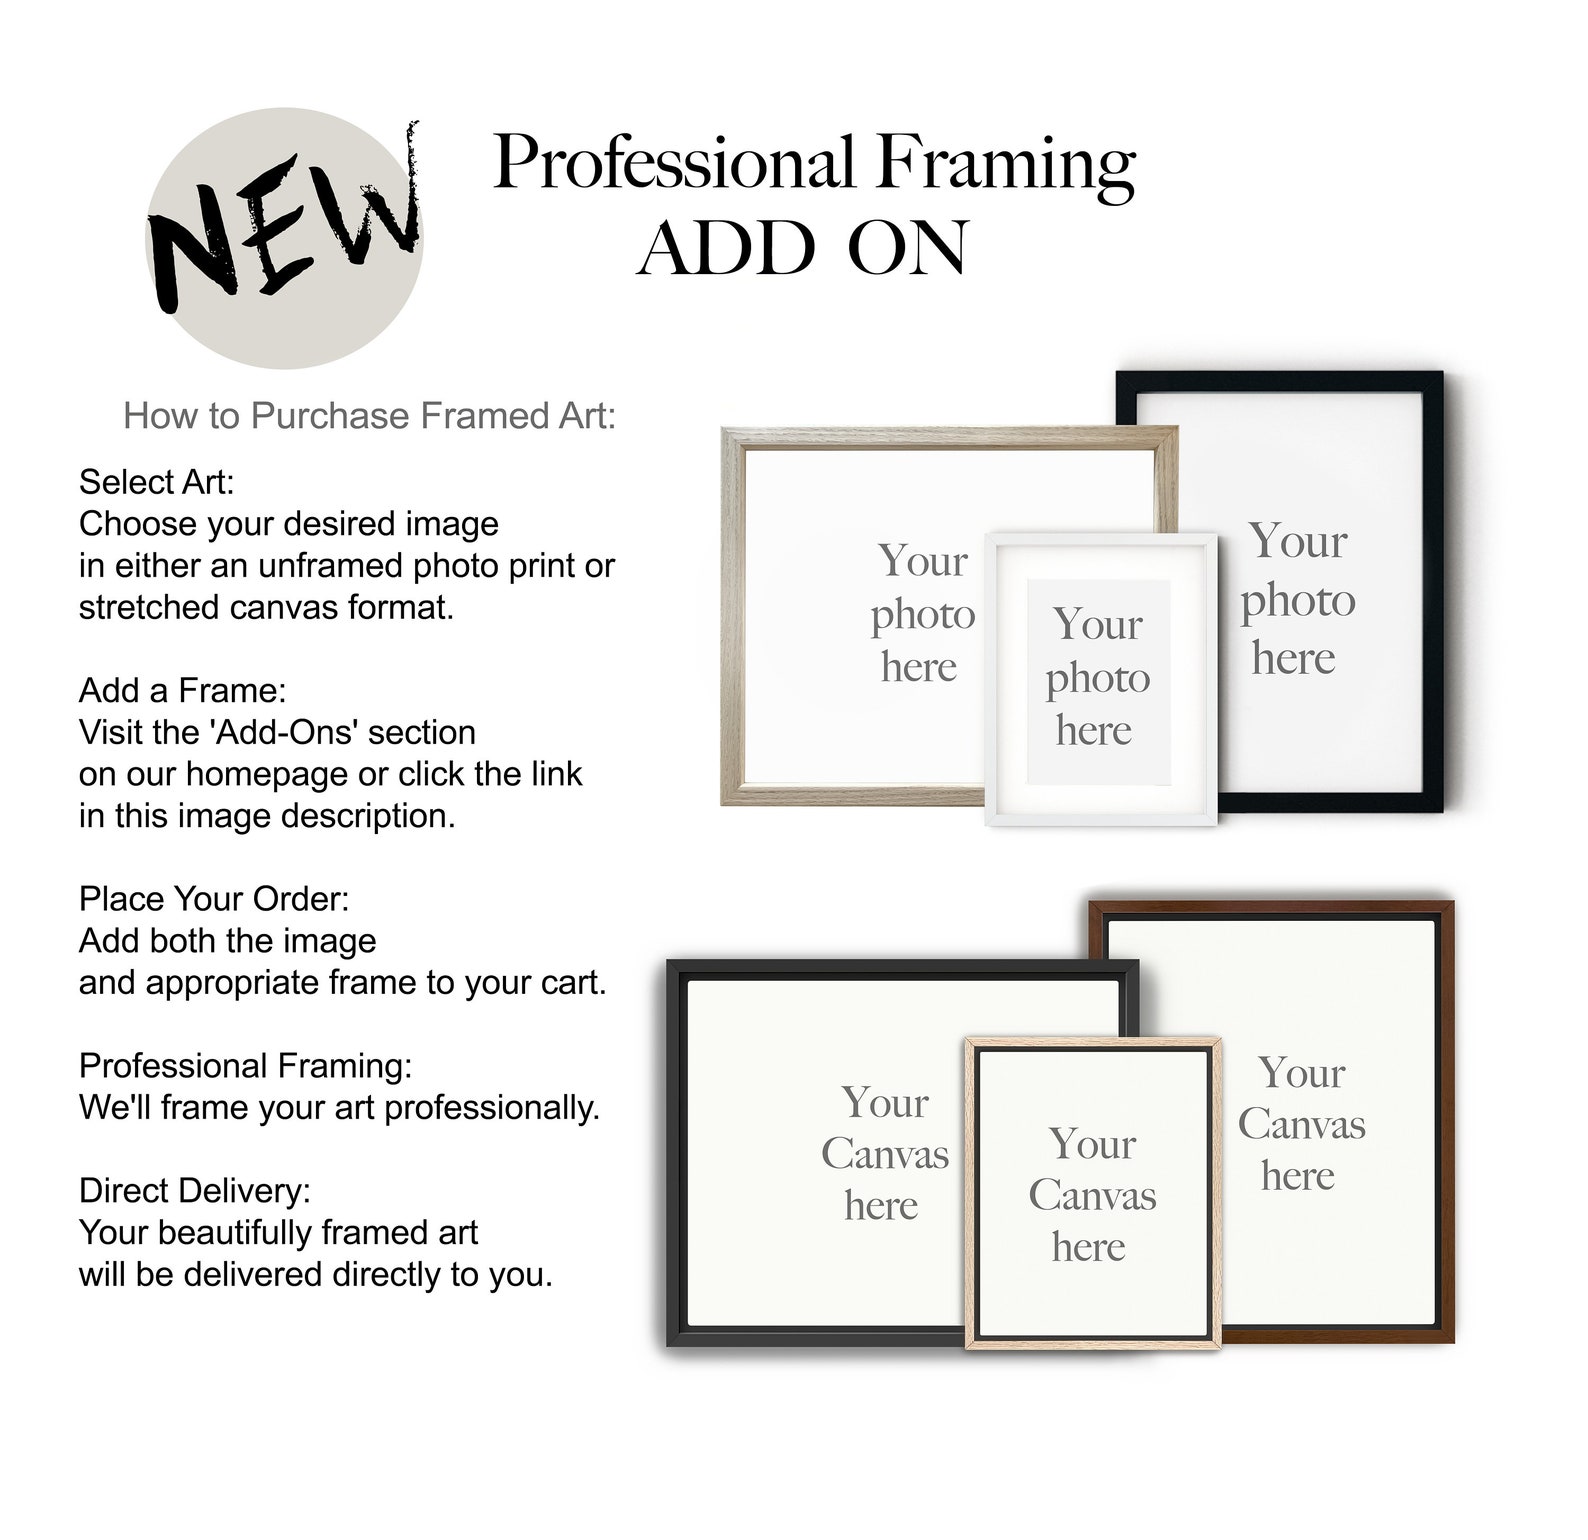 NEW
Professional Framing
ADD ON
How to Purchase Framed Art:
Select Art:
Choose your desired image
in either an unframed photo print or
stretched canvas format.
Add a Frame:
Visit the 'Add-Ons' section
on our homepage or click the link
in this image description.
Place Your Order:
Add both the image
and appropriate frame to your cart.
Professional Framing:
We'll frame your art professionally.
Direct Delivery:
Your beautifully framed art
will be delivered directly to you.
Your
photo
here
Your
photo
here
Your
photo
here
Your
Canvas
here
Your
Canvas
here
Your
Canvas
here